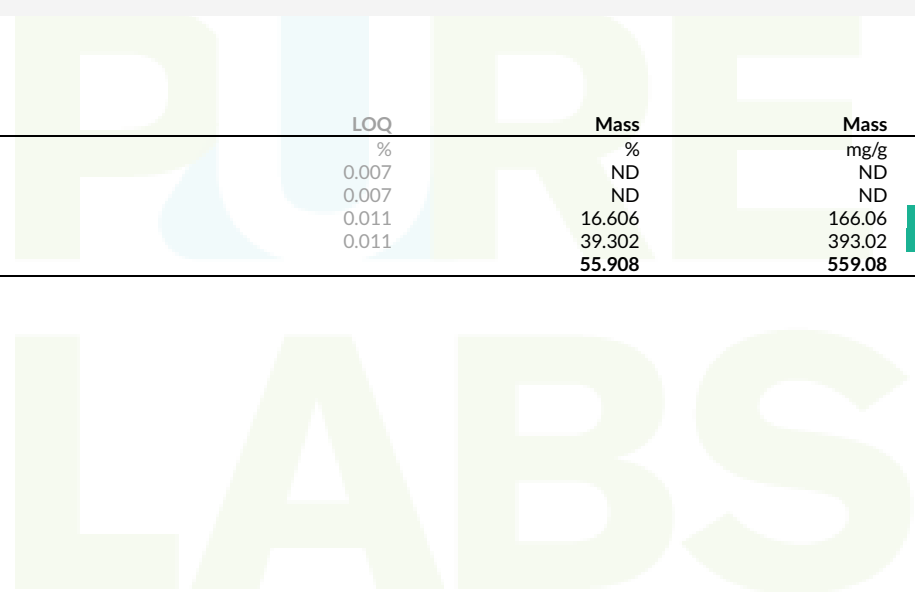 PURE
LOQ Mass Mass
% % mg/g
0.007 ND ND
0.007 ND ND
0.011 16.606 166.06
0.011 39.302 393.02
55.908 559.08
LABS